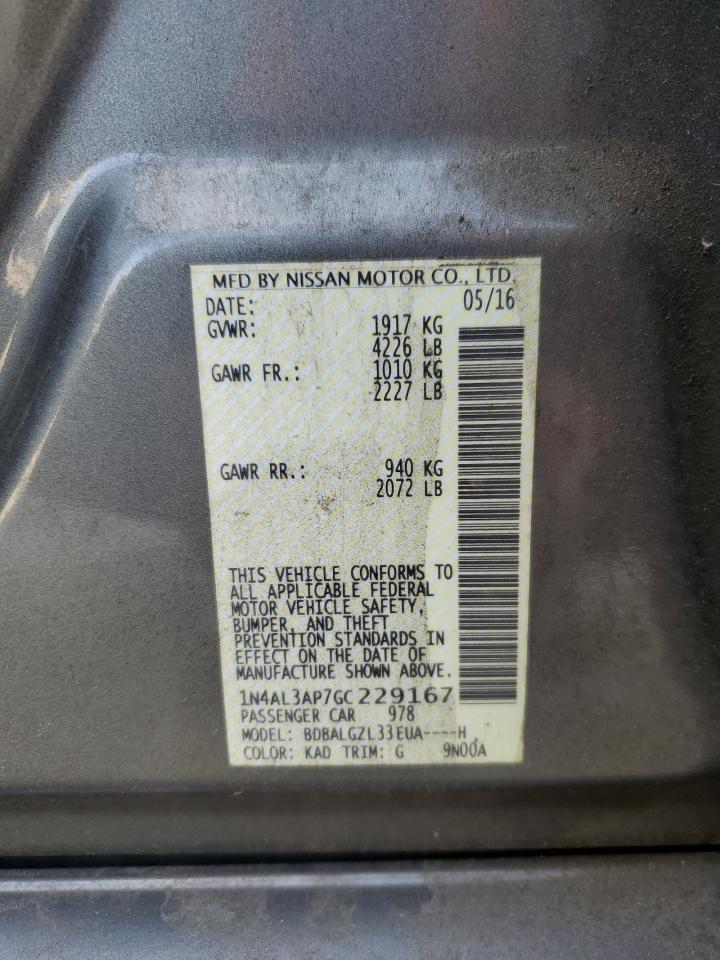 MFD BY NISSAN MOTOR CO., LTD.
DATE: 05/16
GVWR: 1917 KG
4226 LB
GAWR FR.: 1010 KG
2227 LB
GAWR RR.: 940 KG
2072 LB
THIS VEHICLE CONFORMS TO
ALL APPLICABLE FEDERAL
MOTOR VEHICLE SAFETY,
BUMPER, AND THEFT
PREVENTION STANDARDS IN
EFFECT ON THE DATE OF
MANUFACTURE SHOWN ABOVE.
1N4AL3AP7GC229167
PASSENGER CAR 978
MODEL: BDBALGZL33EUA----H
COLOR: KAD TRIM: G 9N00A